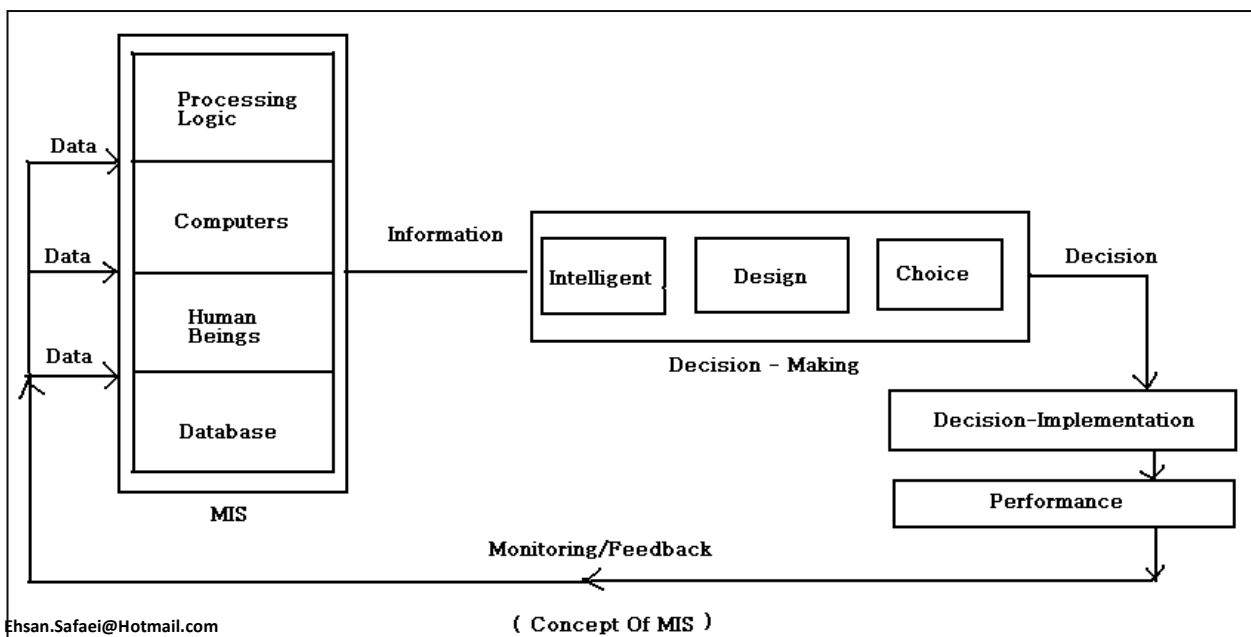 Processing
Logic
Data
Computers
Data
Human
Beings
Data
Database
MIS
Information
Intelligent
Design
Choice
Decision - Making
Decision
Decision-Implementation
Performance
Monitoring/Feedback
( Concept Of MIS )
Ehsan.Safaei@Hotmail.com